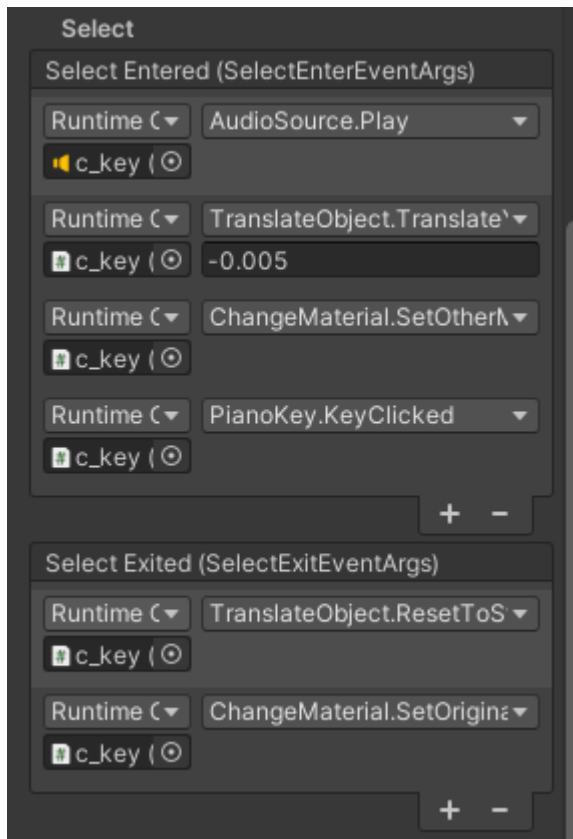 Select
Select Entered (SelectEnterEventArgs)
Runtime AudioSource.Play
c_key (
Runtime TranslateObject.Translate
c_key ( -0.005
Runtime ChangeMaterial.SetOther
c_key (
Runtime PianoKey.KeyClicked
c_key (
+ -
Select Exited (SelectExitEventArgs)
Runtime TranslateObject.ResetToS
c_key (
Runtime ChangeMaterial.SetOrigina
c_key (
+ -